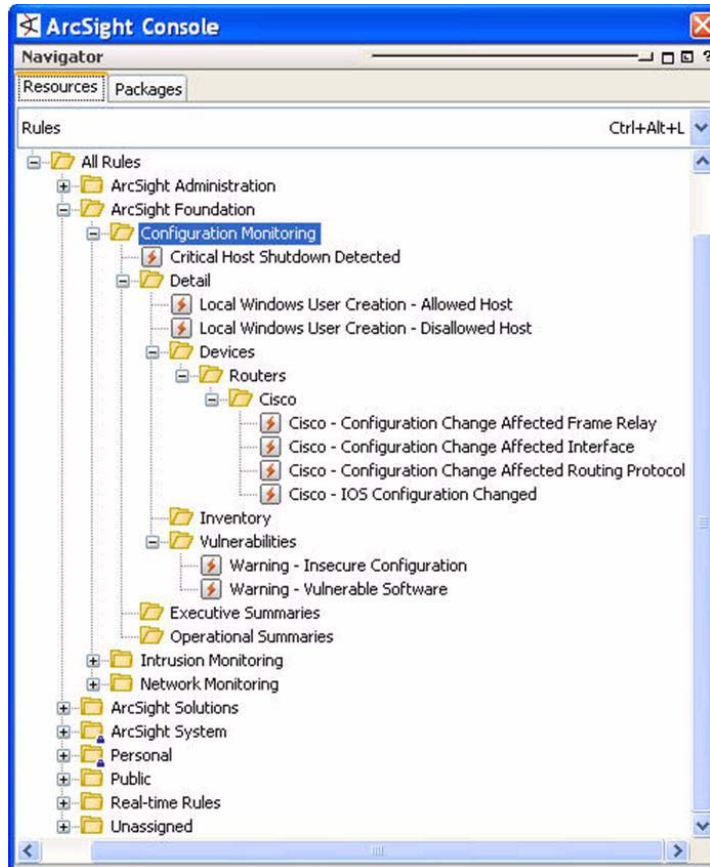 ArcSight Console
Navigator
?
Resources Packages
Rules Ctrl+Alt+L
All Rules
ArcSight Administration
ArcSight Foundation
Configuration Monitoring
Critical Host Shutdown Detected
Detail
Local Windows User Creation - Allowed Host
Local Windows User Creation - Disallowed Host
Devices
Routers
Cisco
Cisco - Configuration Change Affected Frame Relay
Cisco - Configuration Change Affected Interface
Cisco - Configuration Change Affected Routing Protocol
Cisco - IOS Configuration Changed
Inventory
Vulnerabilities
Warning - Insecure Configuration
Warning - Vulnerable Software
Executive Summaries
Operational Summaries
Intrusion Monitoring
Network Monitoring
ArcSight Solutions
ArcSight System
Personal
Public
Real-time Rules
Unassigned